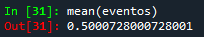 In [31]: mean(eventos)
Out[31]: 0.5000728000728001